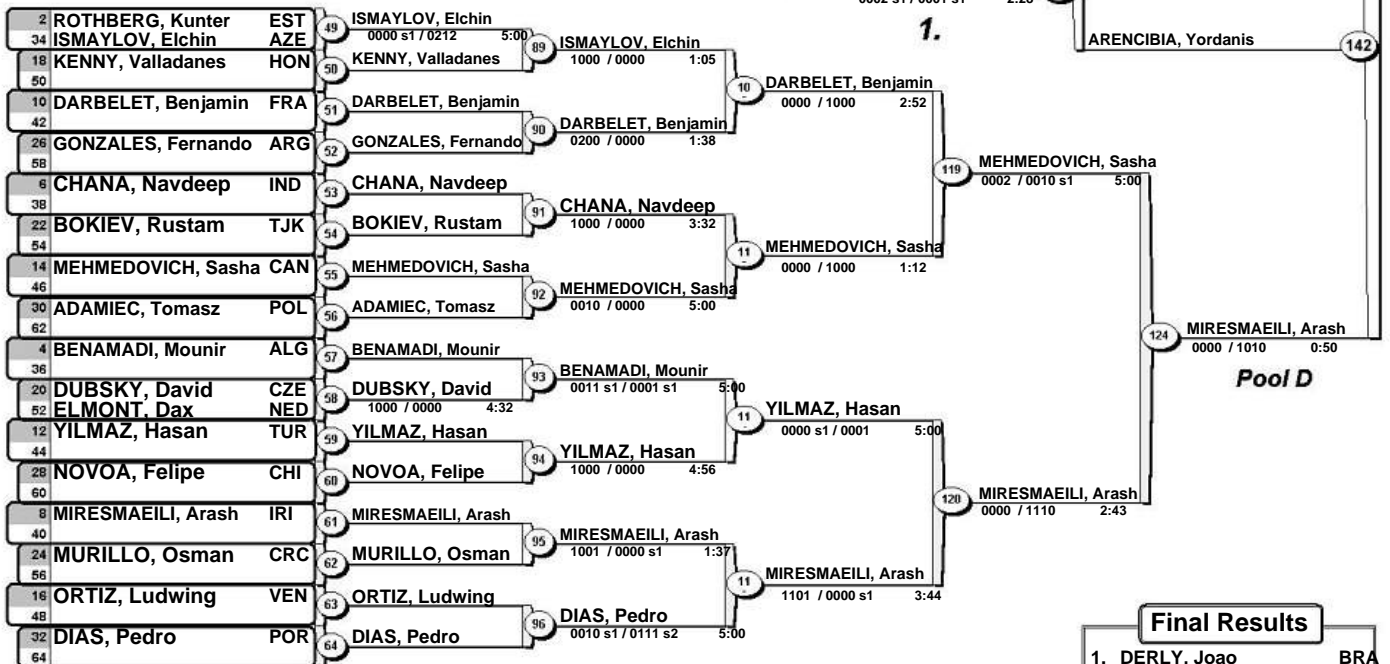 0002 s1 / 0001 s1 2:28
1.
ARENCIBIA, Yordanis
142
2 ROTHBERG, Kunter EST
34 ISMAYLOV, Elchin AZE
18 KENNY, Valladanes HON
50
10 DARBELET, Benjamin FRA
42
26 GONZALES, Fernando ARG
58
6 CHANA, Navdeep IND
38
22 BOKIEV, Rustam TJK
54
14 MEHMEDOVICH, Sasha CAN
46
30 ADAMIEC, Tomasz POL
62
4 BENAMADI, Mounir ALG
36
20 DUBSKY, David CZE
52 ELMONT, Dax NED
12 YILMAZ, Hasan TUR
44
28 NOVOA, Felipe CHI
60
8 MIRESMAEILI, Arash IRI
40
24 MURILLO, Osman CRC
56
16 ORTIZ, Ludwing VEN
48
32 DIAS, Pedro POR
64
49 ISMAYLOV, Elchin
0000 s1 / 0212 5:00
50 KENNY, Valladanes
51 DARBELET, Benjamin
52 GONZALES, Fernando
53 CHANA, Navdeep
54 BOKIEV, Rustam
55 MEHMEDOVICH, Sasha
56 ADAMIEC, Tomasz
57 BENAMADI, Mounir
58 DUBSKY, David
1000 / 0000 4:32
59 YILMAZ, Hasan
60 NOVOA, Felipe
61 MIRESMAEILI, Arash
62 MURILLO, Osman
63 ORTIZ, Ludwing
64 DIAS, Pedro
89 ISMAYLOV, Elchin
1000 / 0000 1:05
90 DARBELET, Benjamin
0200 / 0000 1:38
91 CHANA, Navdeep
1000 / 0000 3:32
92 MEHMEDOVICH, Sasha
0010 / 0000 5:00
93 BENAMADI, Mounir
0011 s1 / 0001 s1 5:00
94 YILMAZ, Hasan
1000 / 0000 4:56
95 MIRESMAEILI, Arash
1001 / 0000 s1 1:37
96 DIAS, Pedro
0010 s1 / 0111 s2 5:00
10 DARBELET, Benjamin
0000 / 1000 2:52
11 MEHMEDOVICH, Sasha
0000 / 1000 1:12
11 YILMAZ, Hasan
0000 s1 / 0001 5:00
11 MIRESMAEILI, Arash
1101 / 0000 s1 3:44
119 MEHMEDOVICH, Sasha
0002 / 0010 s1 5:00
120 MIRESMAEILI, Arash
0000 / 1110 2:43
124 MIRESMAEILI, Arash
0000 / 1010 0:50
Pool D
Final Results
1. DERLY, Joao BRA